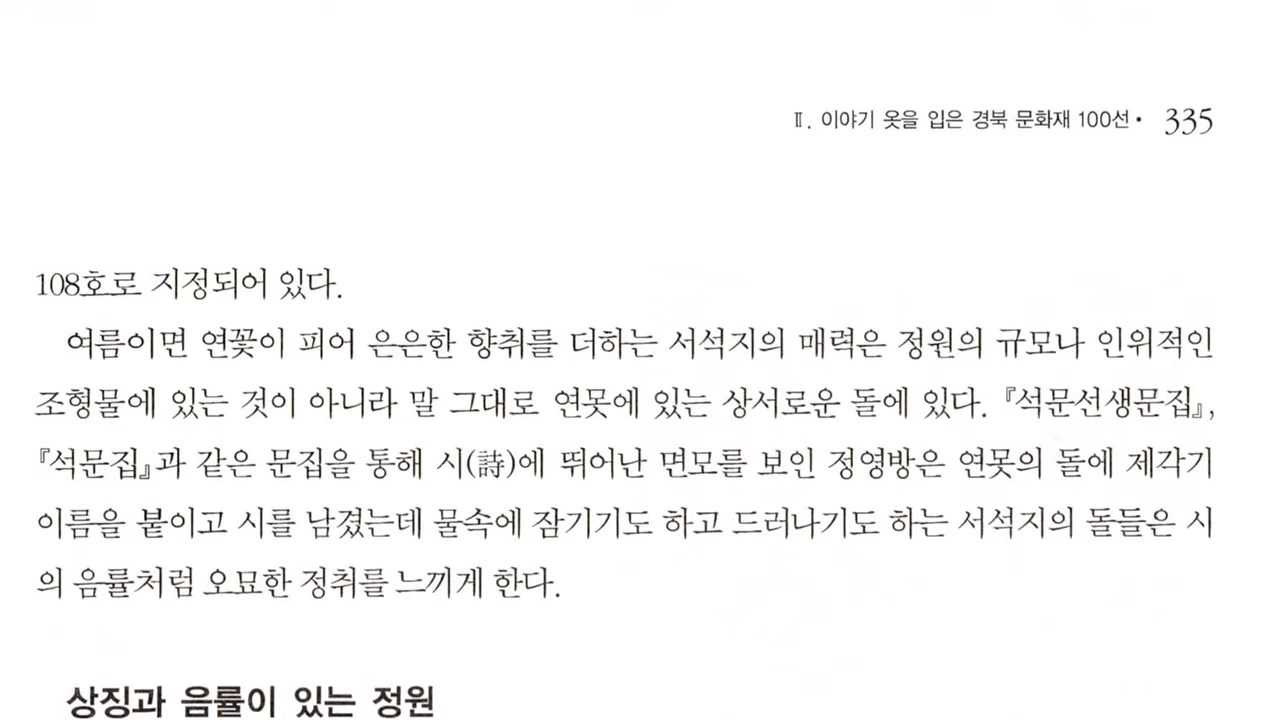 Ⅱ. 이야기 옷을 입은 경북 문화재 100선• 335
108호로 지정되어 있다.
여름이면 연꽃이 피어 은은한 향취를 더하는 서석지의 매력은 정원의 규모나 인위적인
조형물에 있는 것이 아니라 말 그대로 연못에 있는 상서로운 돌에 있다. 『석문선생문집』,
『석문집』과 같은 문집을 통해 시(詩)에 뛰어난 면모를 보인 정영방은 연못의 돌에 제각기
이름을 붙이고 시를 남겼는데 물속에 잠기기도 하고 드러나기도 하는 서석지의 돌들은 시
의 음률처럼 오묘한 정취를 느끼게 한다.
상징과 음률이 있는 정원